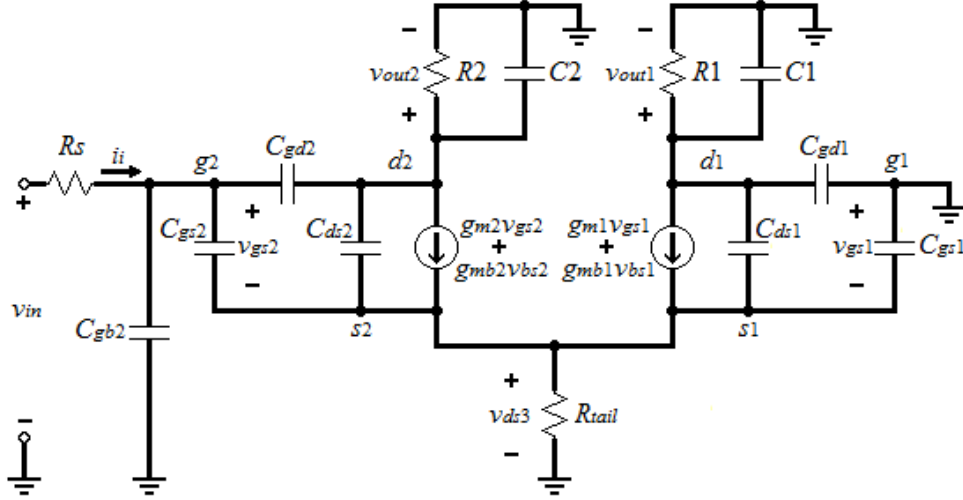 − −
vout2 R2 C2 vout1 R1 C1
+ +
Rs ii g2 Cgd2 d2 d1 Cgd1 g1
+
Cgs2 + vgs2 − Cds2 gm2vgs2 + gmb2vbs2 gm1vgs1 + gmb1vbs1 Cds1 + vgs1 − Cgs1
vin Cgb2 s2 s1
+
vds3 Rtail
− −